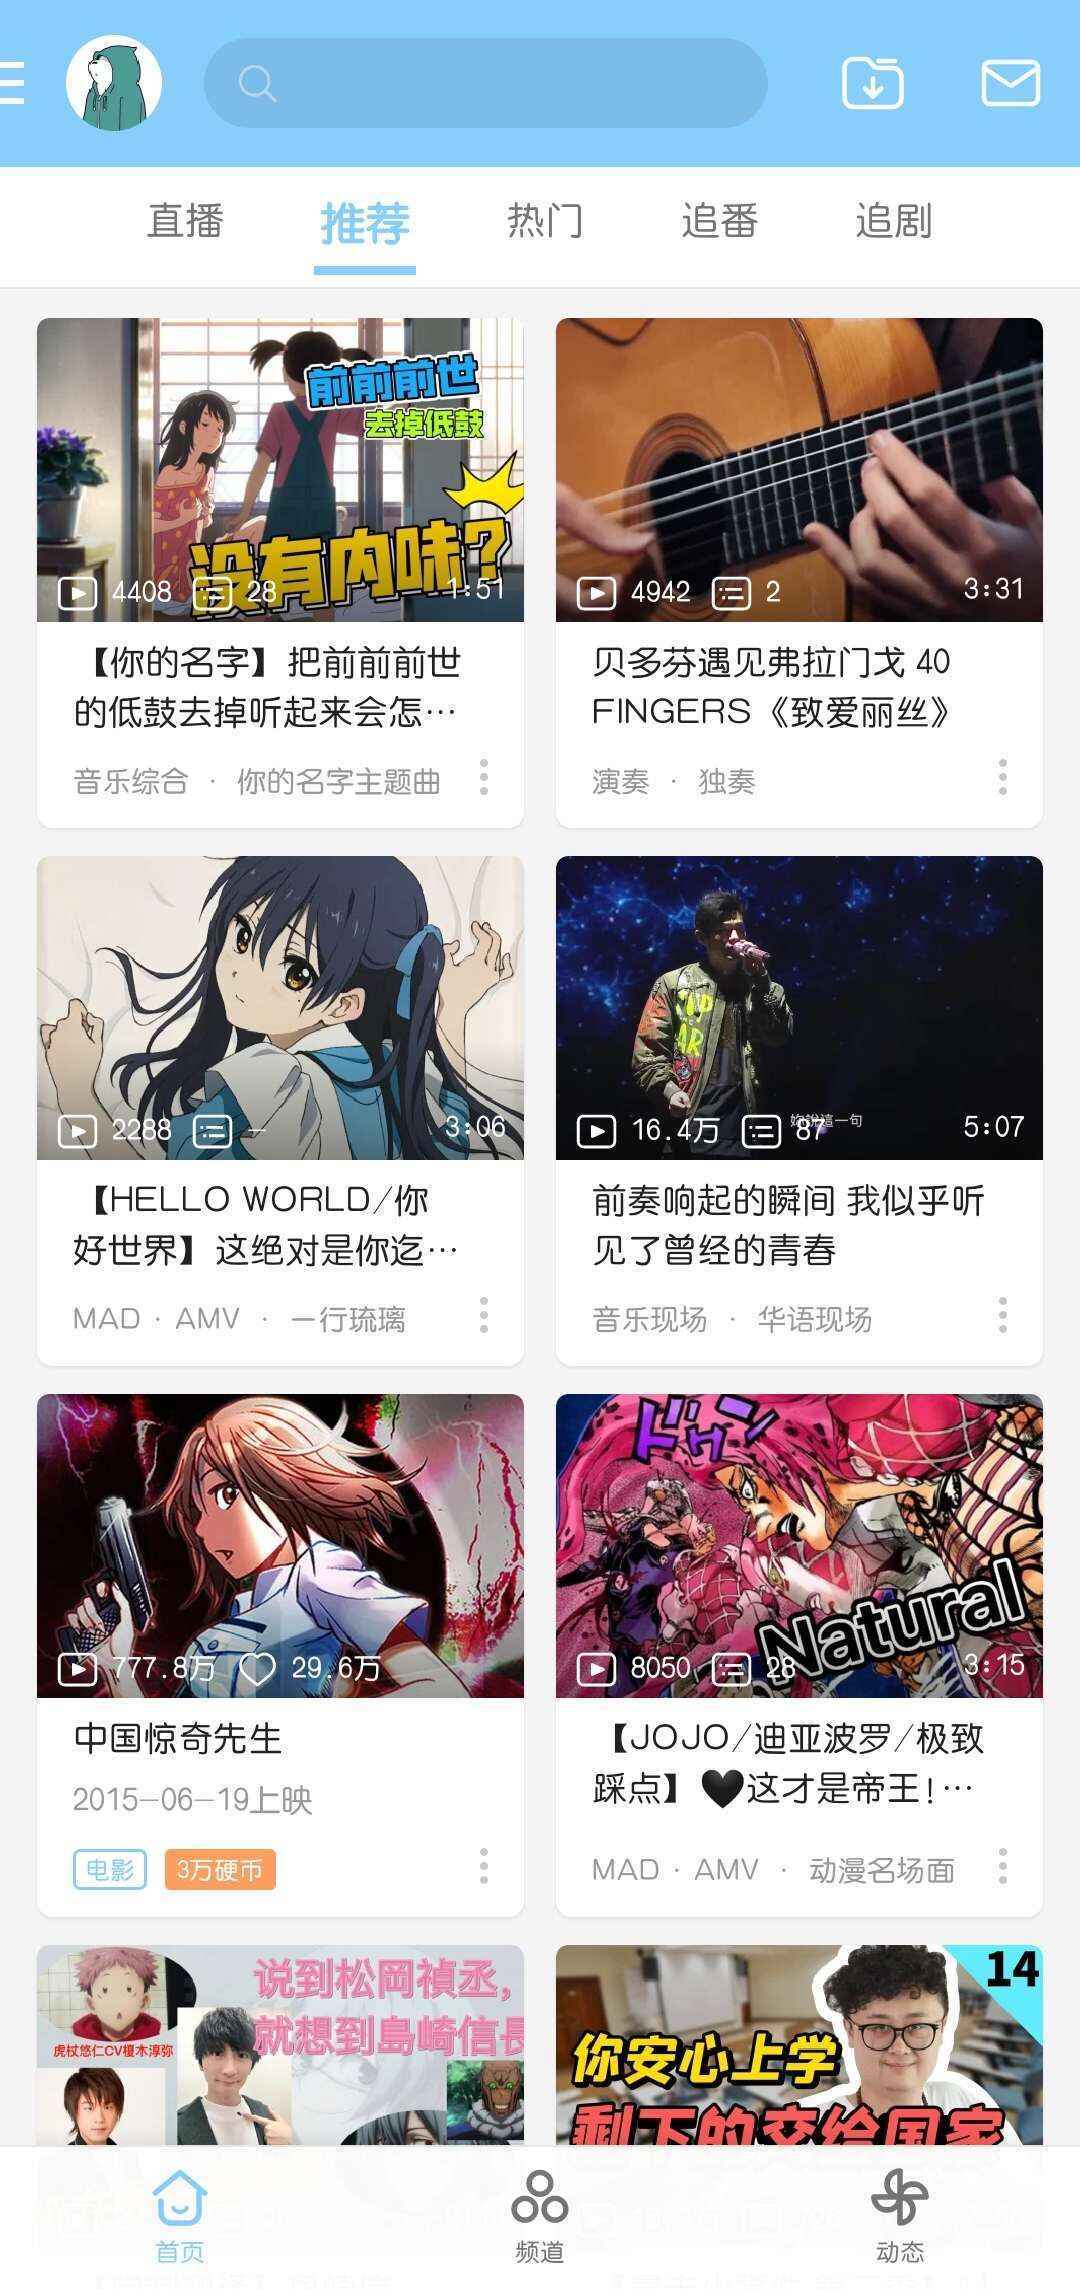 直播
推荐
热门
追番
追剧
前前前世
去掉低鼓
没有内味?
4408
28
1:51
【你的名字】把前前前世
的低鼓去掉听起来会怎…
音乐综合 · 你的名字主题曲
4942
2
3:31
贝多芬遇见弗拉门戈 40
FINGERS《致爱丽丝》
演奏 · 独奏
2288
-
3:06
【HELLO WORLD/你
好世界】这绝对是你迄…
MAD · AMV · 一行琉璃
這一句
16.4万
87
5:07
前奏响起的瞬间 我似乎听
见了曾经的青春
音乐现场 · 华语现场
777.8万
29.6万
中国惊奇先生
2015-06-19上映
电影
3万硬币
ドゥン
Natural
8050
28
3:15
【JOJO/迪亚波罗/极致
踩点】🖤这才是帝王!…
MAD · AMV · 动漫名场面
说到松岡禎丞,
就想到島崎信長
虎杖悠仁CV榎木淳弥
14
你安心上学
剩下的交给国家
首页
频道
动态